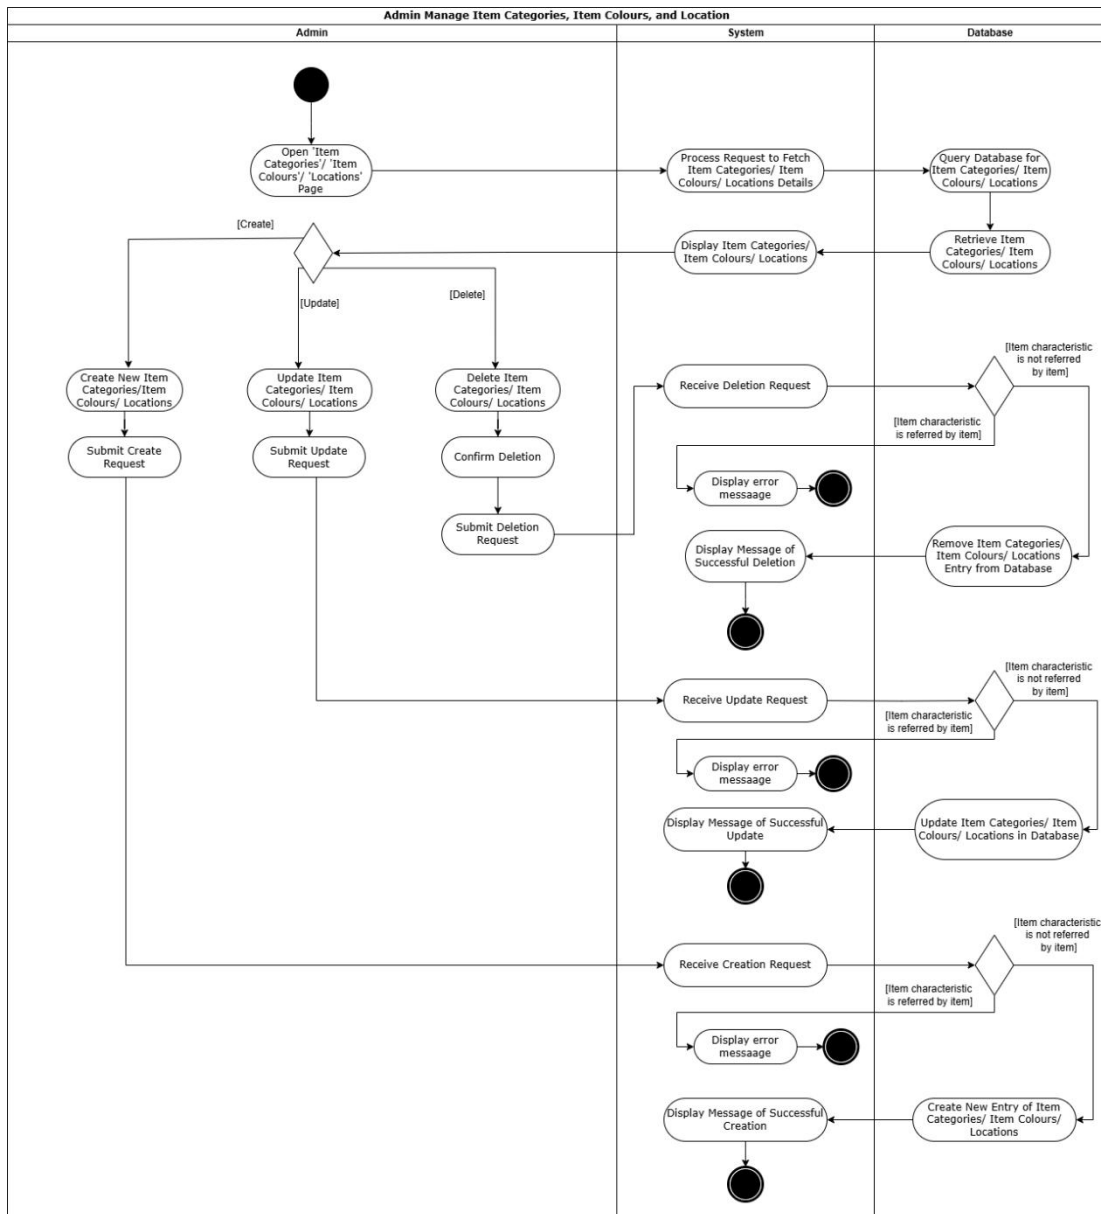 Admin Manage Item Categories, Item Colours, and Location
Admin
System
Database
Open 'Item
Categories'/ 'Item
Colours'/ 'Locations'
Page
Process Request to Fetch
Item Categories/ Item
Colours/ Locations Details
Query Database for
Item Categories/ Item
Colours/ Locations
[Create]
Display Item Categories/
Item Colours/ Locations
Retrieve Item
Categories/ Item
Colours/ Locations
[Update]
[Delete]
Create New Item
Categories/Item
Colours/ Locations
Update Item
Categories/ Item
Colours/ Locations
Delete Item
Categories/ Item
Colours/ Locations
Receive Deletion Request
[Item characteristic
is not referred
by item]
[Item characteristic
is referred by item]
Submit Create
Request
Submit Update
Request
Confirm Deletion
Display error
messaage
Submit Deletion
Request
Display Message of
Successful Deletion
Remove Item Categories/
Item Colours/ Locations
Entry from Database
Receive Update Request
[Item characteristic
is not referred
by item]
[Item characteristic
is referred by item]
Display error
messaage
Display Message of Successful
Update
Update Item Categories/ Item
Colours/ Locations in Database
Receive Creation Request
[Item characteristic
is not referred
by item]
[Item characteristic
is referred by item]
Display error
messaage
Display Message of Successful
Creation
Create New Entry of Item
Categories/ Item Colours/
Locations